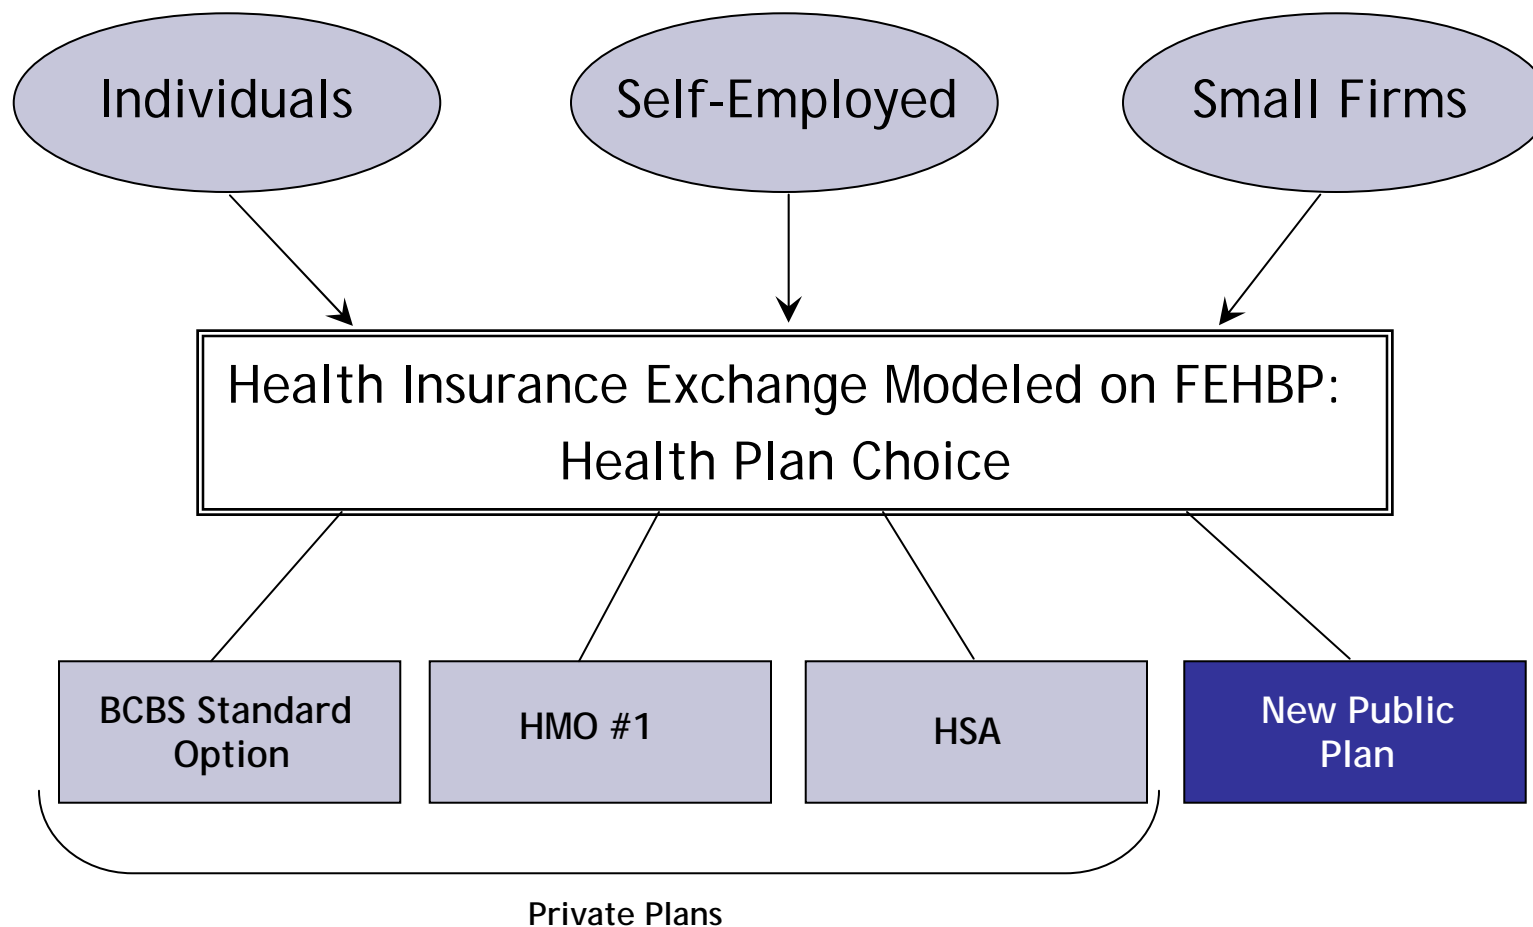 Individuals
Self-Employed
Small Firms
Health Insurance Exchange Modeled on FEHBP:
Health Plan Choice
BCBS Standard
Option
HMO #1
HSA
New Public
Plan
Private Plans